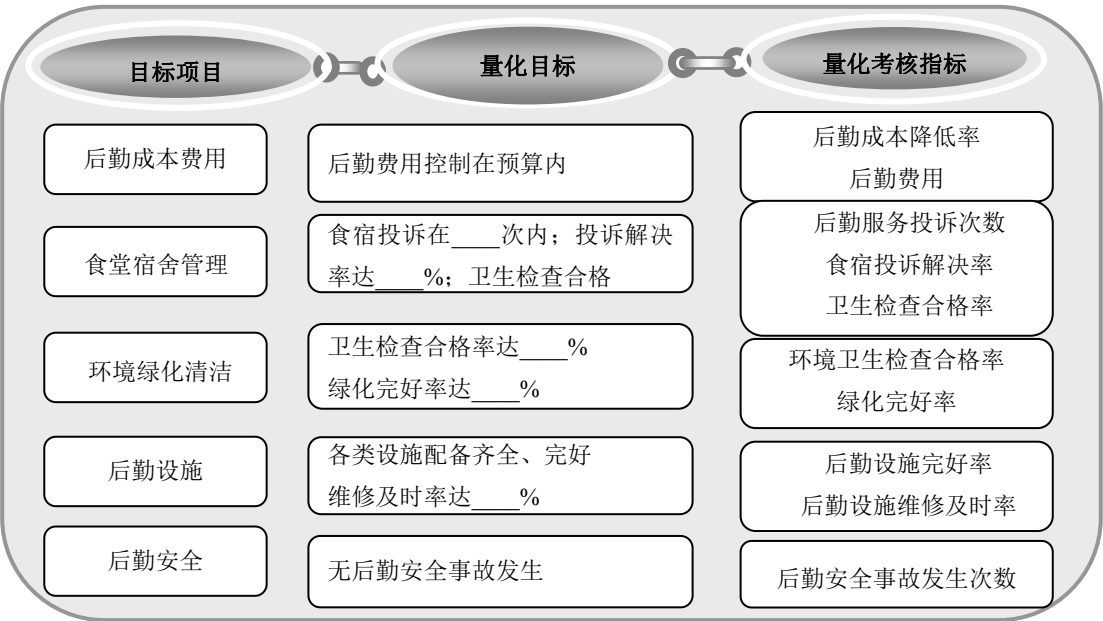 目标项目
量化目标
量化考核指标
后勤成本费用
后勤费用控制在预算内
后勤成本降低率
后勤费用
食堂宿舍管理
食宿投诉在____次内；投诉解决
率达____%；卫生检查合格
后勤服务投诉次数
食宿投诉解决率
卫生检查合格率
环境绿化清洁
卫生检查合格率达____%
绿化完好率达____%
环境卫生检查合格率
绿化完好率
后勤设施
各类设施配备齐全、完好
维修及时率达____%
后勤设施完好率
后勤设施维修及时率
后勤安全
无后勤安全事故发生
后勤安全事故发生次数